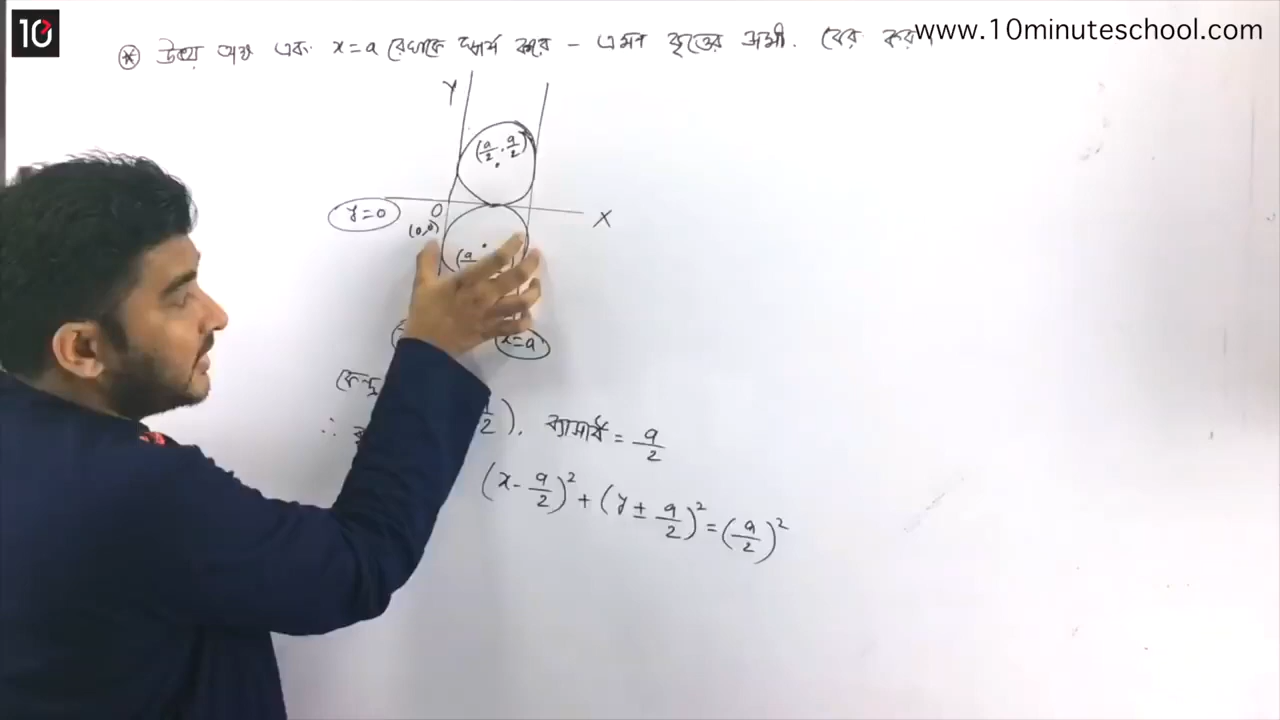 10
www.10minuteschool.com
* উভয় অক্ষ এবং x=a রেখাকে স্পর্শ করে - এমন বৃত্তের সমী. বের কর।
Y
(a/2, a/2)
y=0
O
X
(0,0)
(a
x=a
কেন্দ্র
2). ব্যাসার্ধ = a/2
∴ বৃ
(x - a/2)² + (y ± a/2)² = (a/2)²